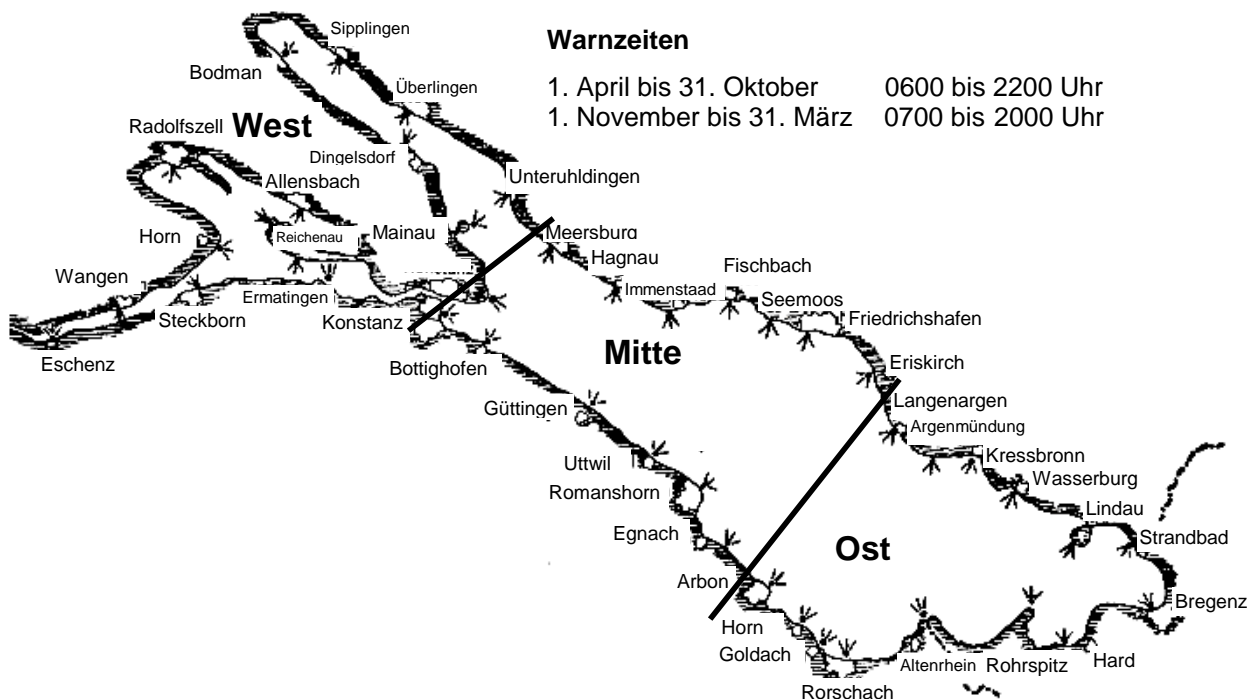 Sipplingen
Warnzeiten
Bodman
Überlingen
1. April bis 31. Oktober 0600 bis 2200 Uhr
1. November bis 31. März 0700 bis 2000 Uhr
West
Radolfszell
Dingelsdorf
Unteruhldingen
Allensbach
Horn
Reichenau
Mainau
Meersburg
Hagnau
Wangen
Fischbach
Ermatingen
Immenstaad
Seemoos
Steckborn
Konstanz
Friedrichshafen
Eschenz
Bottighofen
Mitte
Eriskirch
Güttingen
Langenargen
Argenmündung
Uttwil
Kressbronn
Romanshorn
Wasserburg
Egnach
Lindau
Ost
Strandbad
Arbon
Bregenz
Horn
Goldach
Altenrhein
Rohrspitz
Hard
Rorschach